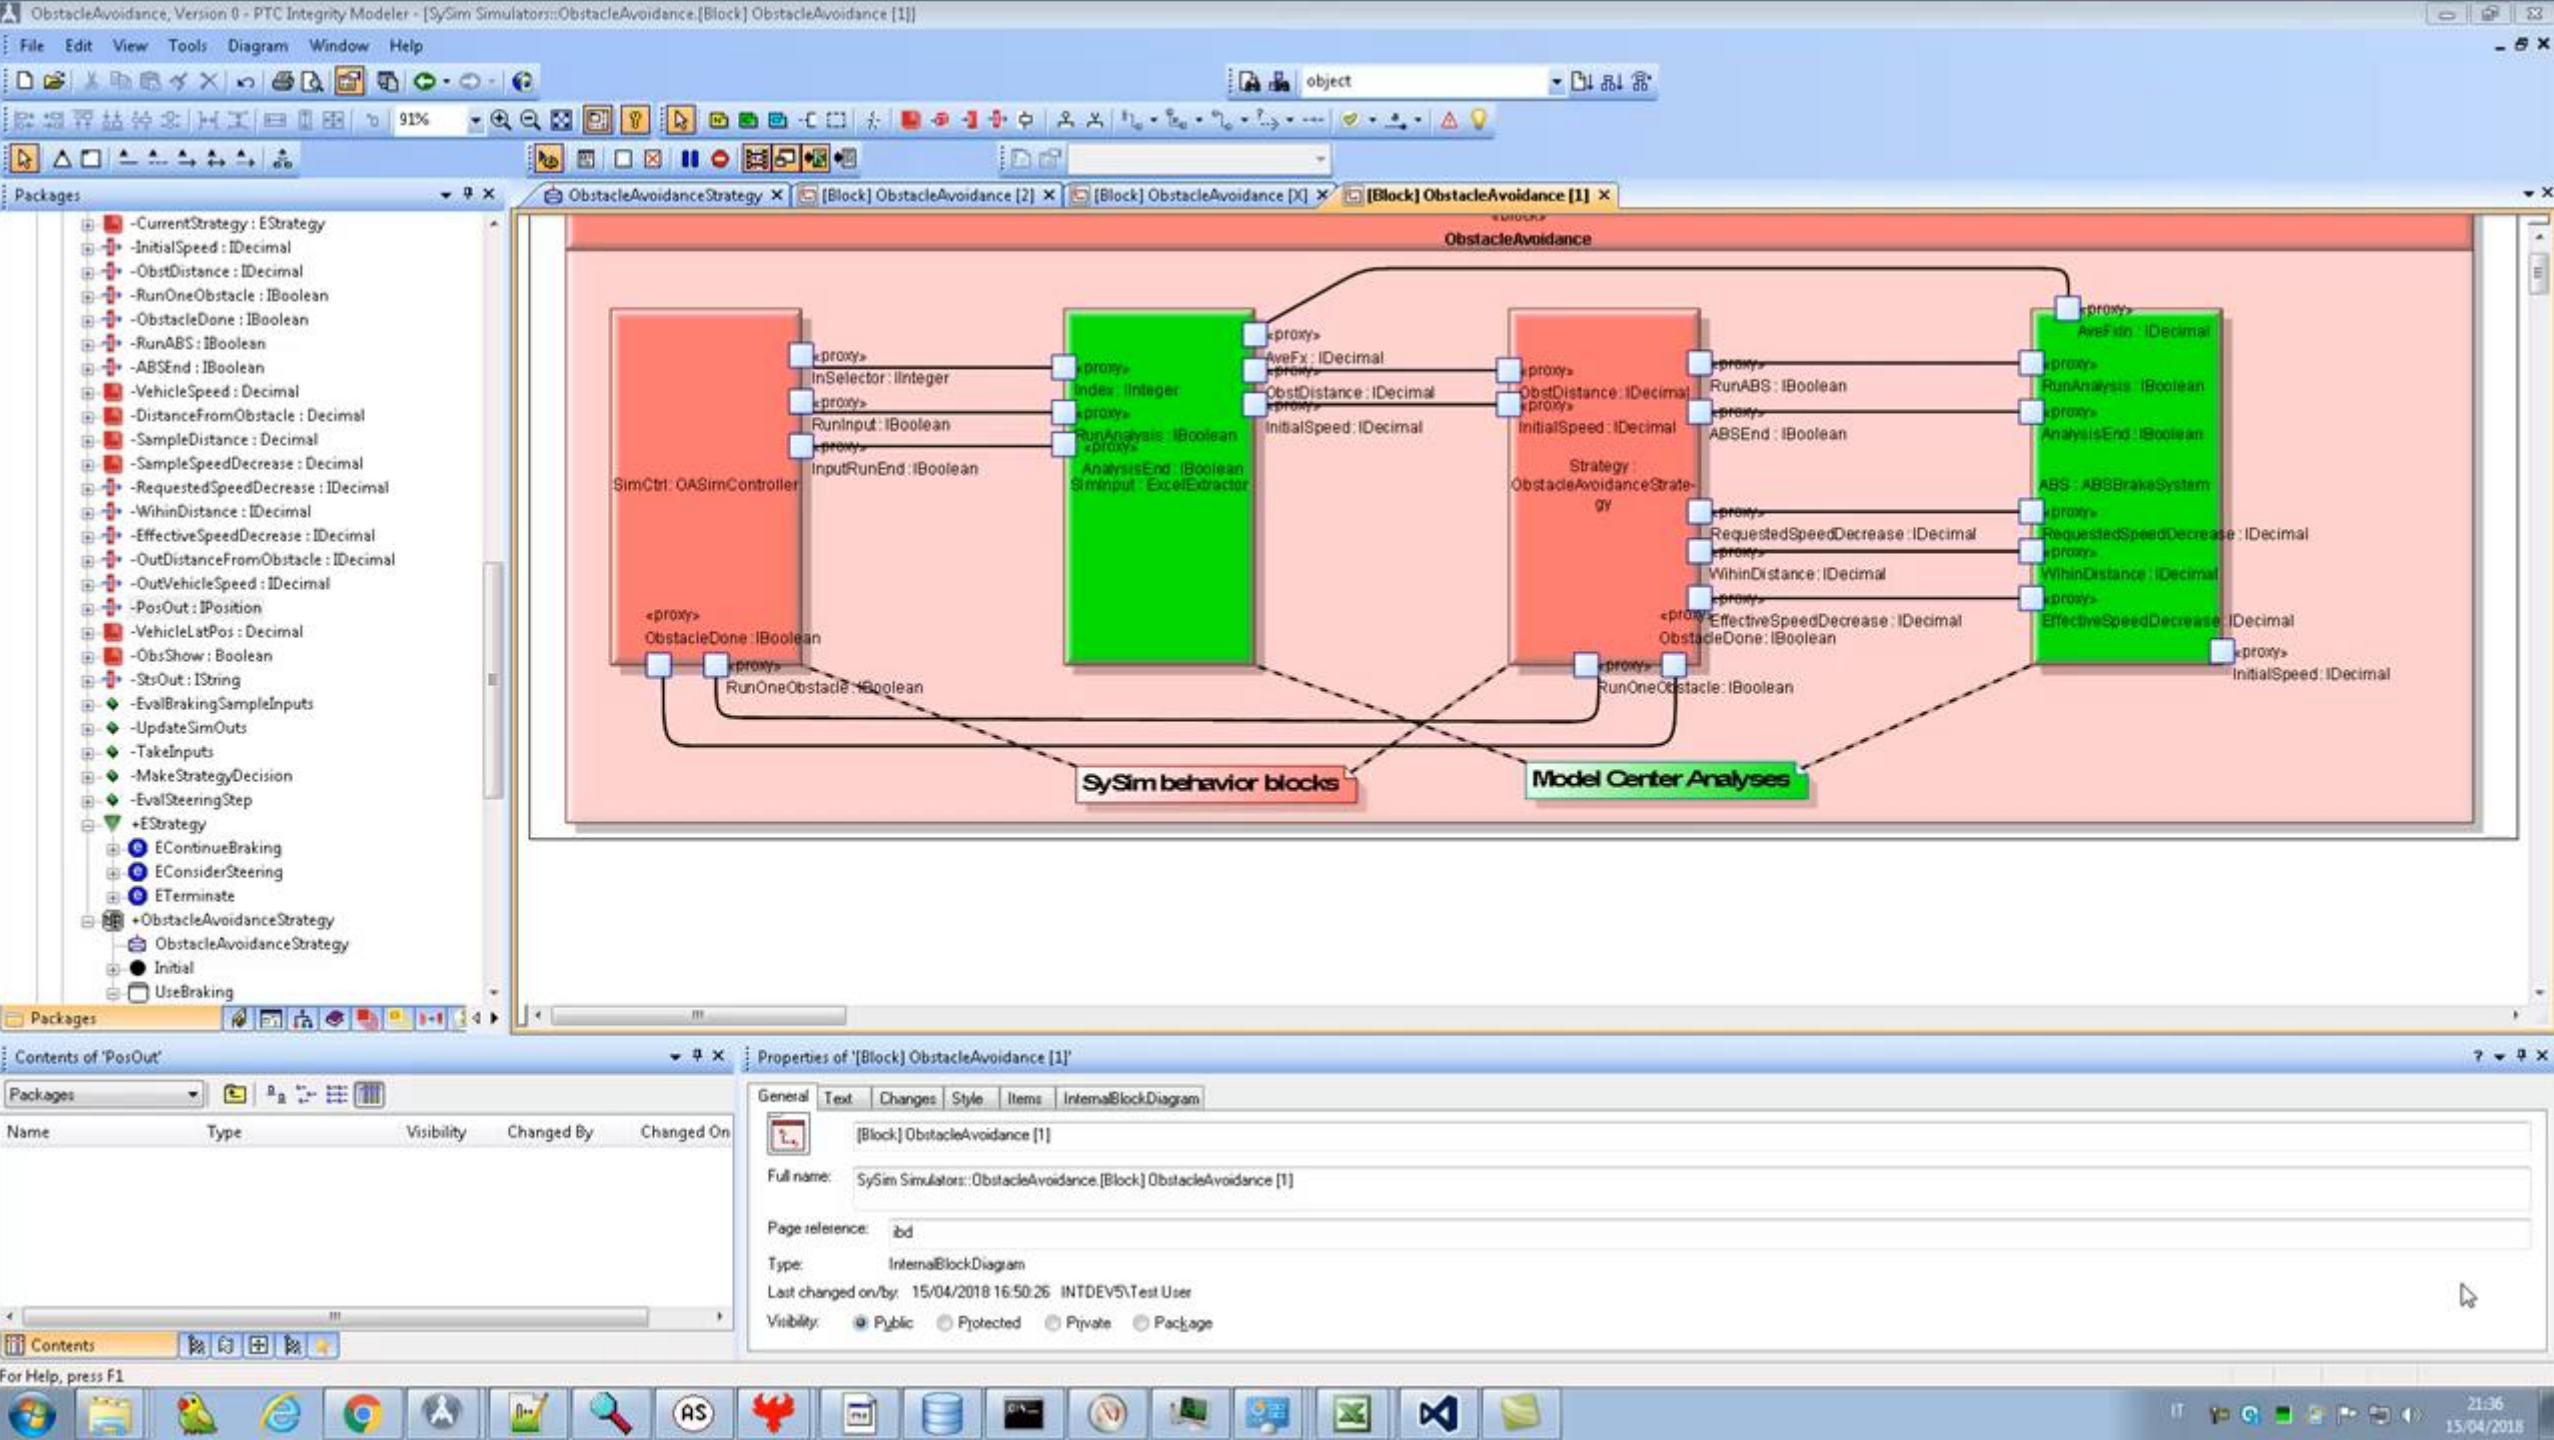 ObstacleAvoidance, Version 0 - PTC Integrity Modeler - [SySim Simulators::ObstacleAvoidance.[Block] ObstacleAvoidance [1]]
File Edit View Tools Diagram Window Help
object
91%
Packages
ObstacleAvoidanceStrategy
[Block] ObstacleAvoidance [2]
[Block] ObstacleAvoidance [X]
[Block] ObstacleAvoidance [1]
-CurrentStrategy : EStrategy
-InitialSpeed : IDecimal
-ObstDistance : IDecimal
-RunOneObstacle : IBoolean
-ObstacleDone : IBoolean
-RunABS : IBoolean
-ABSEnd : IBoolean
-VehicleSpeed : Decimal
-DistanceFromObstacle : Decimal
-SampleDistance : Decimal
-SampleSpeedDecrease : Decimal
-RequestedSpeedDecrease : IDecimal
-WihinDistance : IDecimal
-EffectiveSpeedDecrease : IDecimal
-OutDistanceFromObstacle : IDecimal
-OutVehicleSpeed : IDecimal
-PosOut : IPosition
-VehicleLatPos : Decimal
-ObsShow : Boolean
-StsOut : IString
-EvalBrakingSampleInputs
-UpdateSimOuts
-TakeInputs
-MakeStrategyDecision
-EvalSteeringStep
+EStrategy
EContinueBraking
EConsiderSteering
ETerminate
+ObstacleAvoidanceStrategy
ObstacleAvoidanceStrategy
Initial
UseBraking
Packages
«block»
ObstacleAvoidance
«proxy»
InSelector : IInteger
«proxy»
RunInput : IBoolean
«proxy»
InputRunEnd : IBoolean
SimCtrl : OASimController
«proxy»
ObstacleDone : IBoolean
«proxy»
RunOneObstacle : IBoolean
«proxy»
Index : IInteger
«proxy»
RunAnalysis : IBoolean
«proxy»
AnalysisEnd : IBoolean
SimInput : ExcelExtractor
«proxy»
AveFx : IDecimal
«proxy»
ObstDistance : IDecimal
«proxy»
InitialSpeed : IDecimal
«proxy»
ObstDistance : IDecimal
«proxy»
InitialSpeed : IDecimal
Strategy :
ObstacleAvoidanceStrate-
gy
«proxy»
RunABS : IBoolean
«proxy»
ABSEnd : IBoolean
«proxy»
RequestedSpeedDecrease : IDecimal
«proxy»
WihinDistance : IDecimal
«proxy»
EffectiveSpeedDecrease : IDecimal
«proxy»
ObstacleDone : IBoolean
«proxy»
RunOneObstacle : IBoolean
«proxy»
AveFxIn : IDecimal
«proxy»
RunAnalysis : IBoolean
«proxy»
AnalysisEnd : IBoolean
ABS : ABSBrakeSystem
«proxy»
RequestedSpeedDecrease : IDecimal
«proxy»
WihinDistance : IDecimal
«proxy»
EffectiveSpeedDecrease : IDecimal
«proxy»
InitialSpeed : IDecimal
SySim behavior blocks
Model Center Analyses
Contents of 'PosOut'
Packages
Name Type Visibility Changed By Changed On
Contents
Properties of '[Block] ObstacleAvoidance [1]'
General Text Changes Style Items InternalBlockDiagram
[Block] ObstacleAvoidance [1]
Full name: SySim Simulators::ObstacleAvoidance.[Block] ObstacleAvoidance [1]
Page reference: ibd
Type: InternalBlockDiagram
Last changed on/by: 15/04/2018 16:50:26 INTDEV5\Test User
Visibility: Public Protected Private Package
For Help, press F1
AS
IT
21:36
15/04/2018